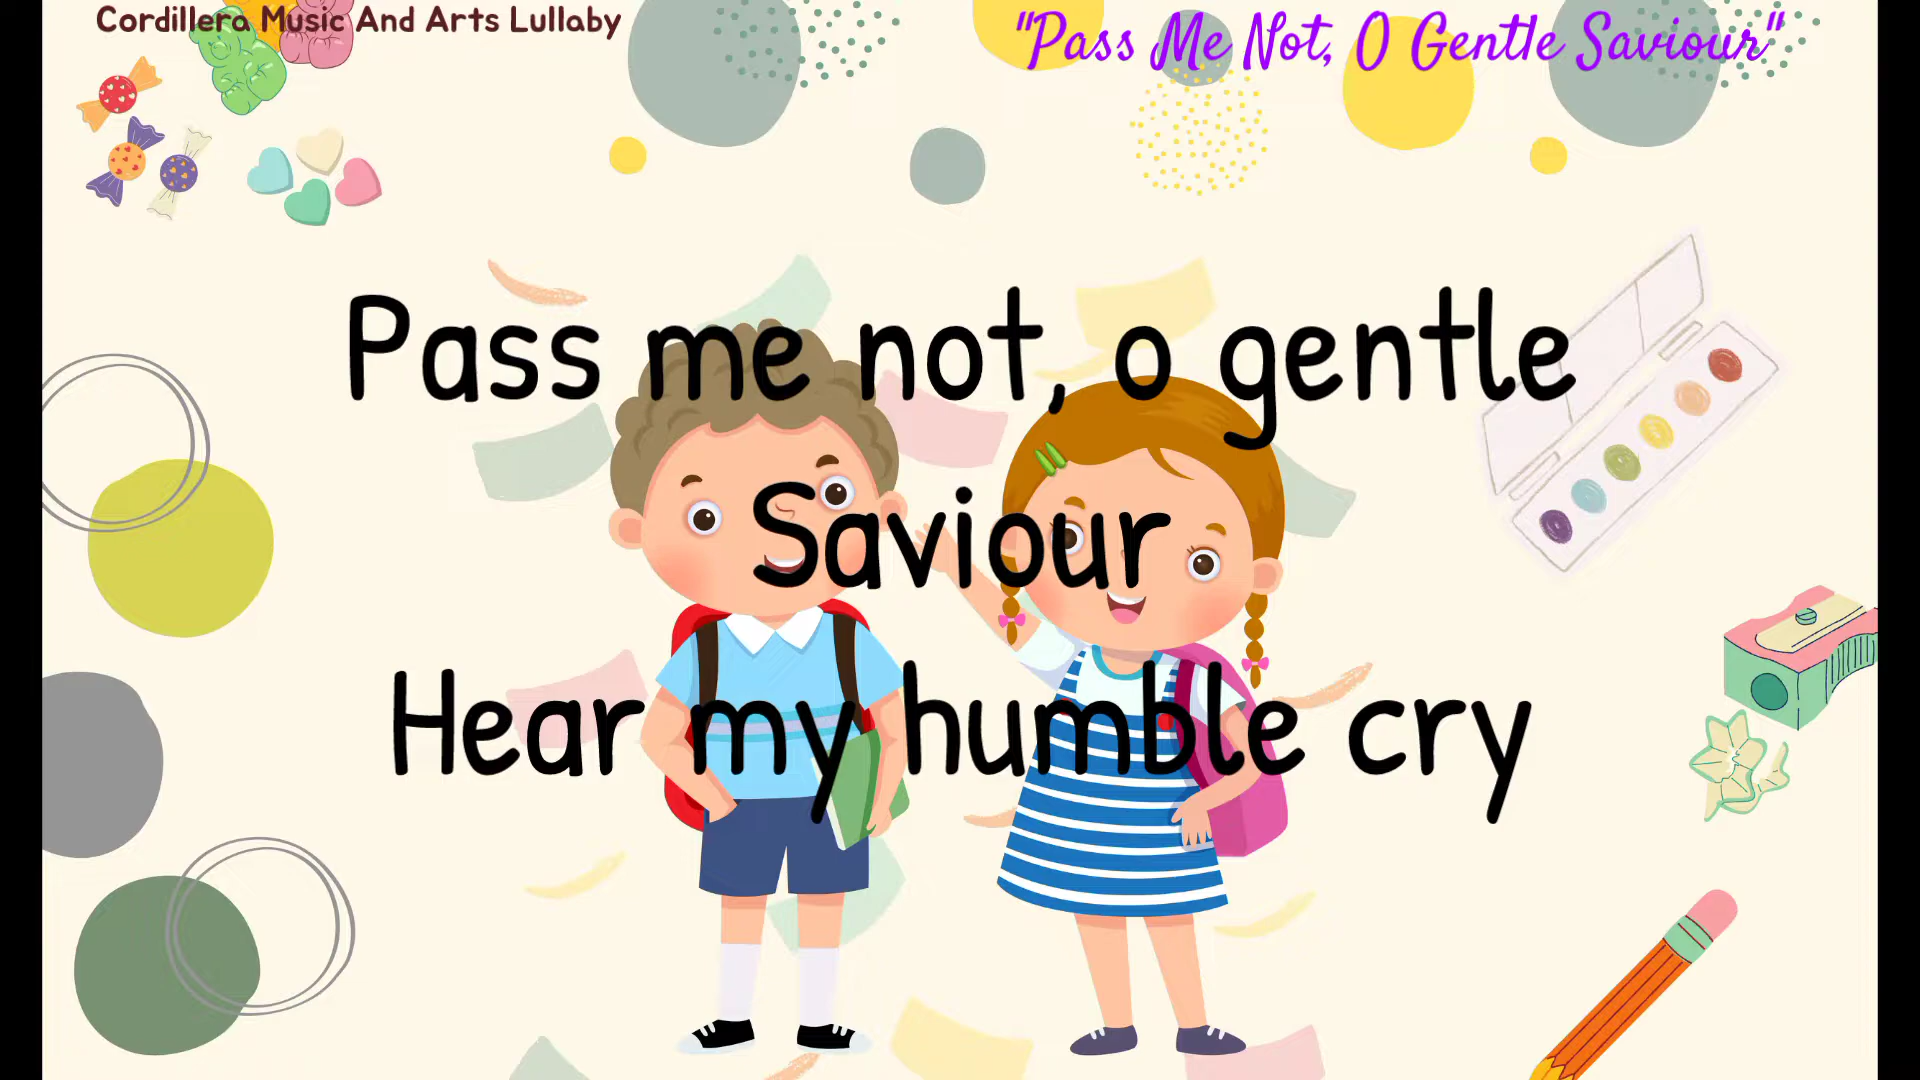 Cordillera Music And Arts Lullaby
"Pass Me Not, O Gentle Saviour"
Pass me not, o gentle
Saviour
Hear my humble cry